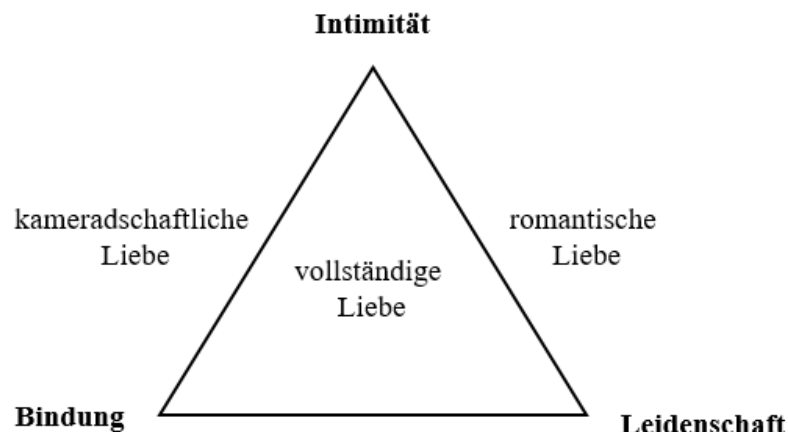 Intimität
kameradschaftliche
Liebe
romantische
Liebe
vollständige
Liebe
Bindung
Leidenschaft